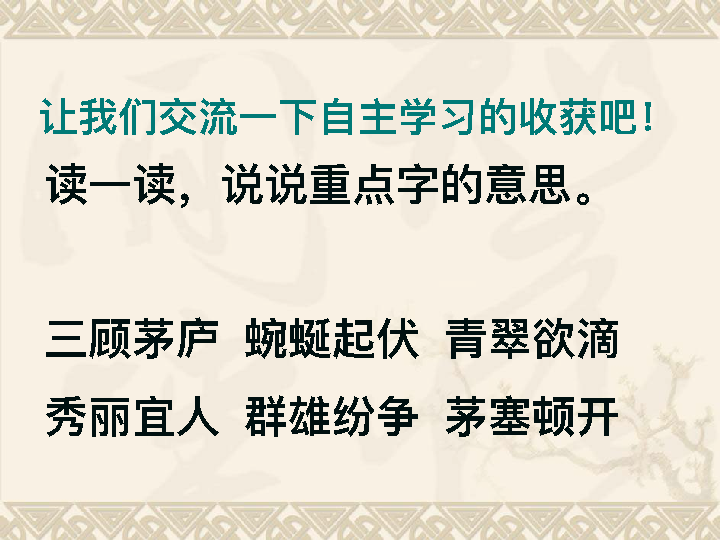 让我们交流一下自主学习的收获吧!
读一读，说说重点字的意思。
三顾茅庐 蜿蜒起伏 青翠欲滴
秀丽宜人 群雄纷争 茅塞顿开